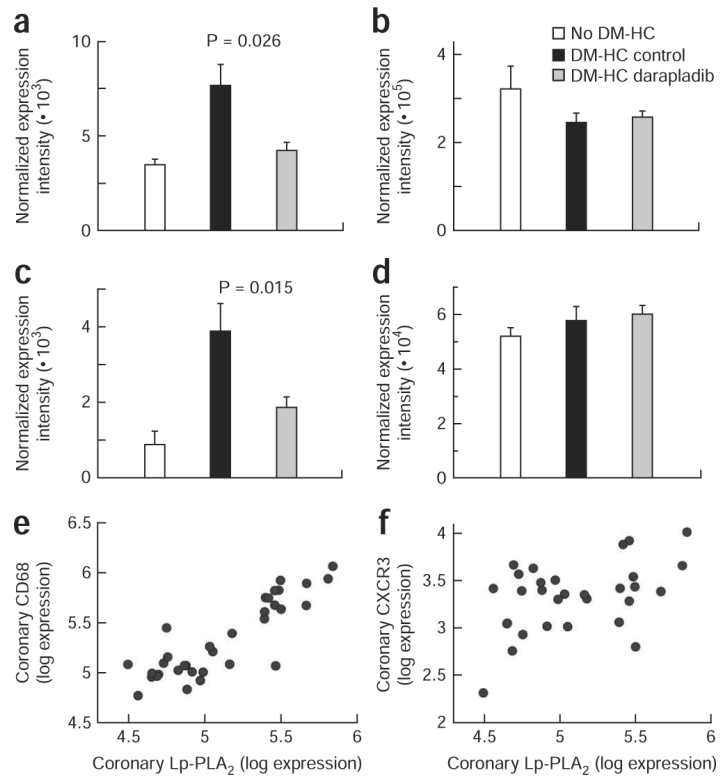 a
P = 0.026
Normalized expression
intensity (• 10³)
10
5
0
b
No DM-HC
DM-HC control
DM-HC darapladib
Normalized expression
intensity (• 10⁵)
4
2
0
c
P = 0.015
Normalized expression
intensity (• 10³)
4
2
0
d
Normalized expression
intensity (• 10⁴)
6
4
2
0
e
Coronary CD68
(log expression)
6.5
6
5.5
5
4.5
4.5 5 5.5 6
Coronary Lp-PLA₂ (log expression)
f
Coronary CXCR3
(log expression)
4
3.5
3
2.5
2
4.5 5 5.5 6
Coronary Lp-PLA₂ (log expression)